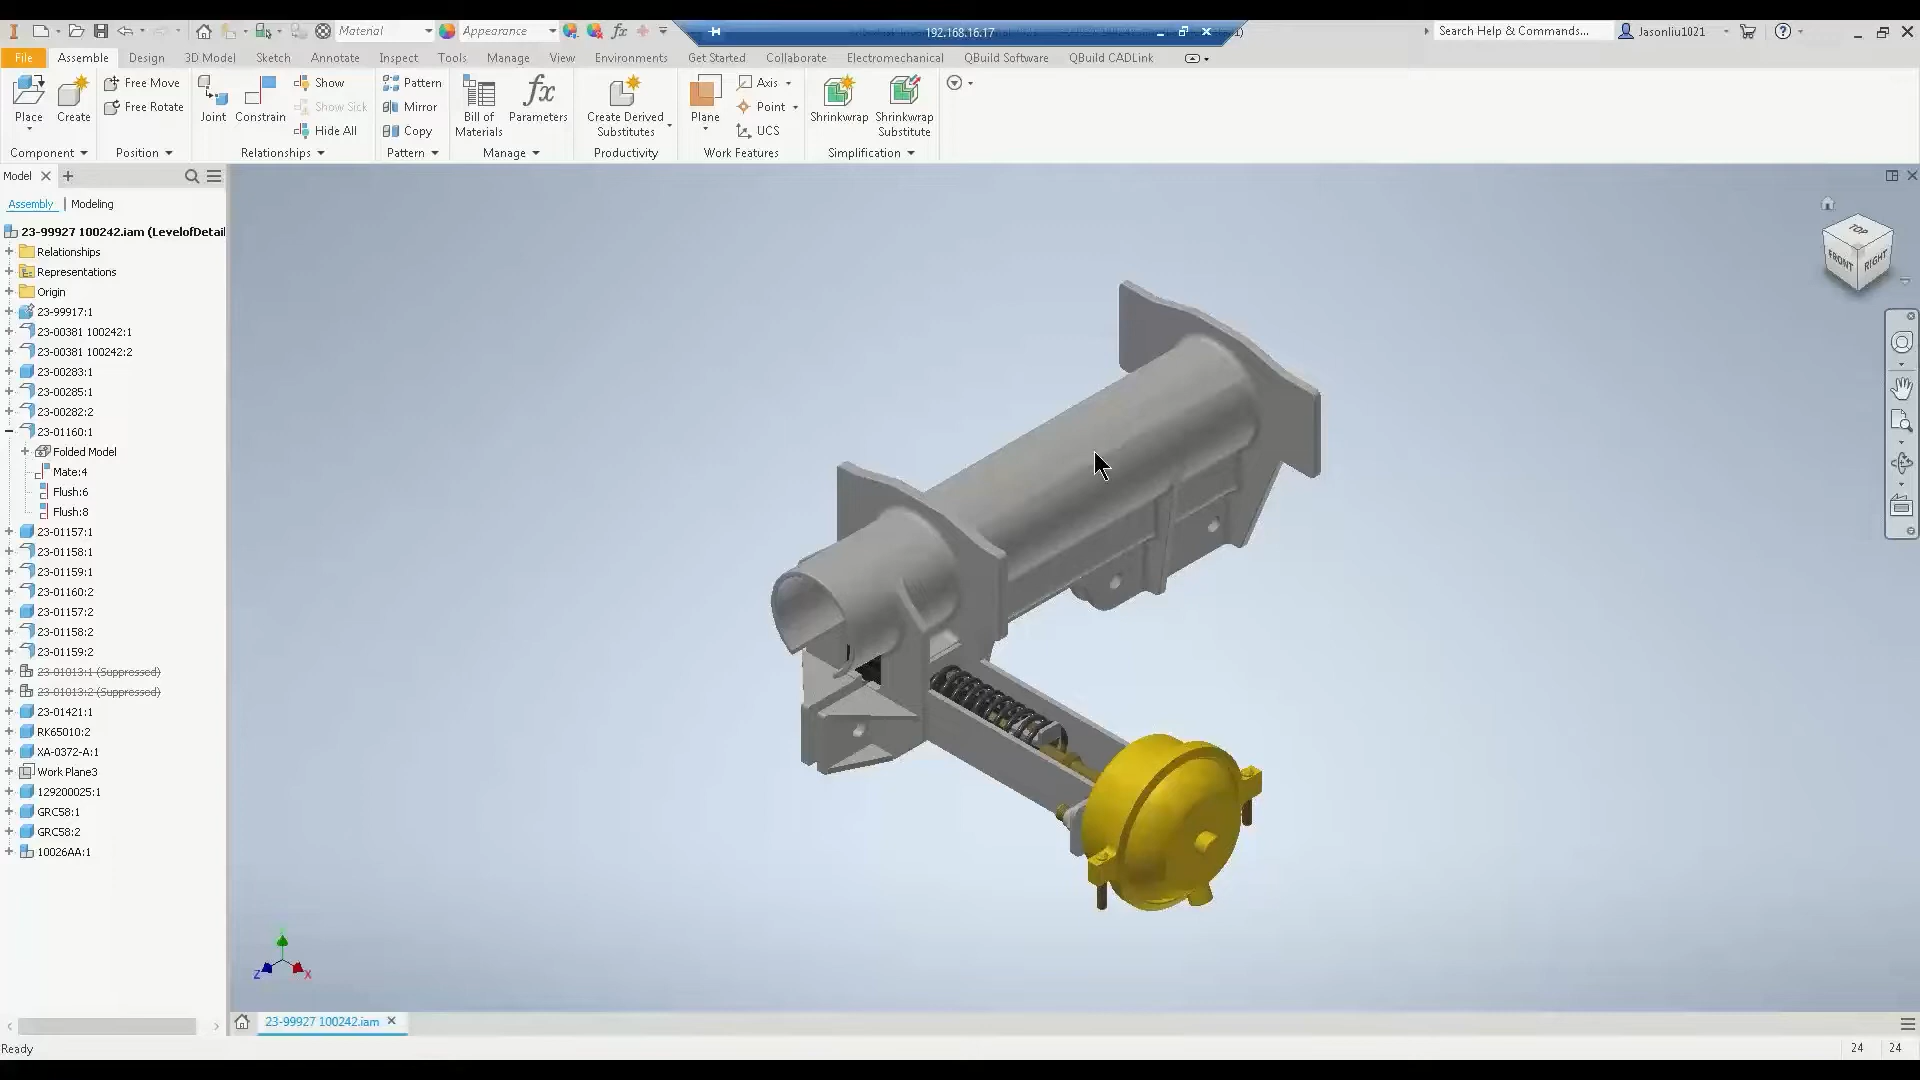 Material
Appearance
192.168.16.17
Search Help & Commands...
Jasonliu1021
File
Assemble
Design
3D Model
Sketch
Annotate
Inspect
Tools
Manage
View
Environments
Get Started
Collaborate
Electromechanical
QBuild Software
QBuild CADLink
Place
Create
Free Move
Free Rotate
Joint
Constrain
Show
Show Sick
Hide All
Pattern
Mirror
Copy
Bill of
Materials
fx
Parameters
Create Derived
Substitutes
Plane
Axis
Point
UCS
Shrinkwrap
Shrinkwrap
Substitute
Component
Position
Relationships
Pattern
Manage
Productivity
Work Features
Simplification
Model
Assembly
Modeling
23-99927 100242.iam (LevelofDetail
Relationships
Representations
Origin
23-99917:1
23-00381 100242:1
23-00381 100242:2
23-00283:1
23-00285:1
23-00282:2
23-01160:1
Folded Model
Mate:4
Flush:6
Flush:8
23-01157:1
23-01158:1
23-01159:1
23-01160:2
23-01157:2
23-01158:2
23-01159:2
23-01013:1 (Suppressed)
23-01013:2 (Suppressed)
23-01421:1
RK65010:2
XA-0372-A:1
Work Plane3
129200025:1
GRC58:1
GRC58:2
10026AA:1
TOP
FRONT
RIGHT
Z
X
23-99927 100242.iam
Ready
24
24